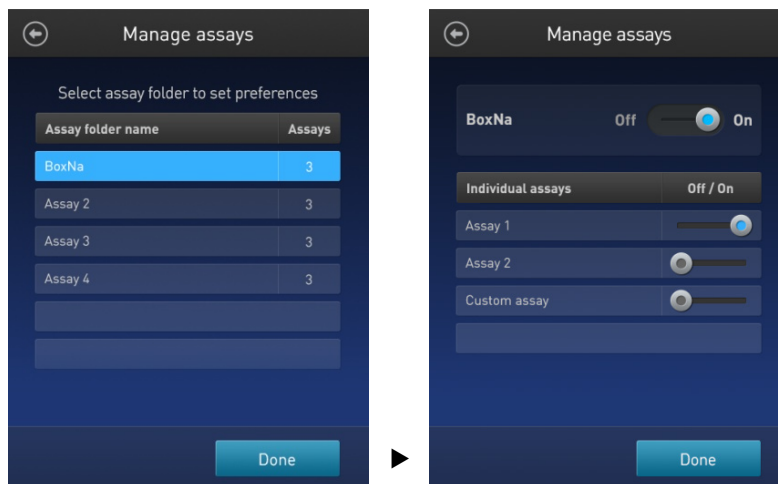 Manage assays
Select assay folder to set preferences
Assay folder name Assays
BoxNa 3
Assay 2 3
Assay 3 3
Assay 4 3
Done
Manage assays
BoxNa Off On
Individual assays Off / On
Assay 1
Assay 2
Custom assay
Done